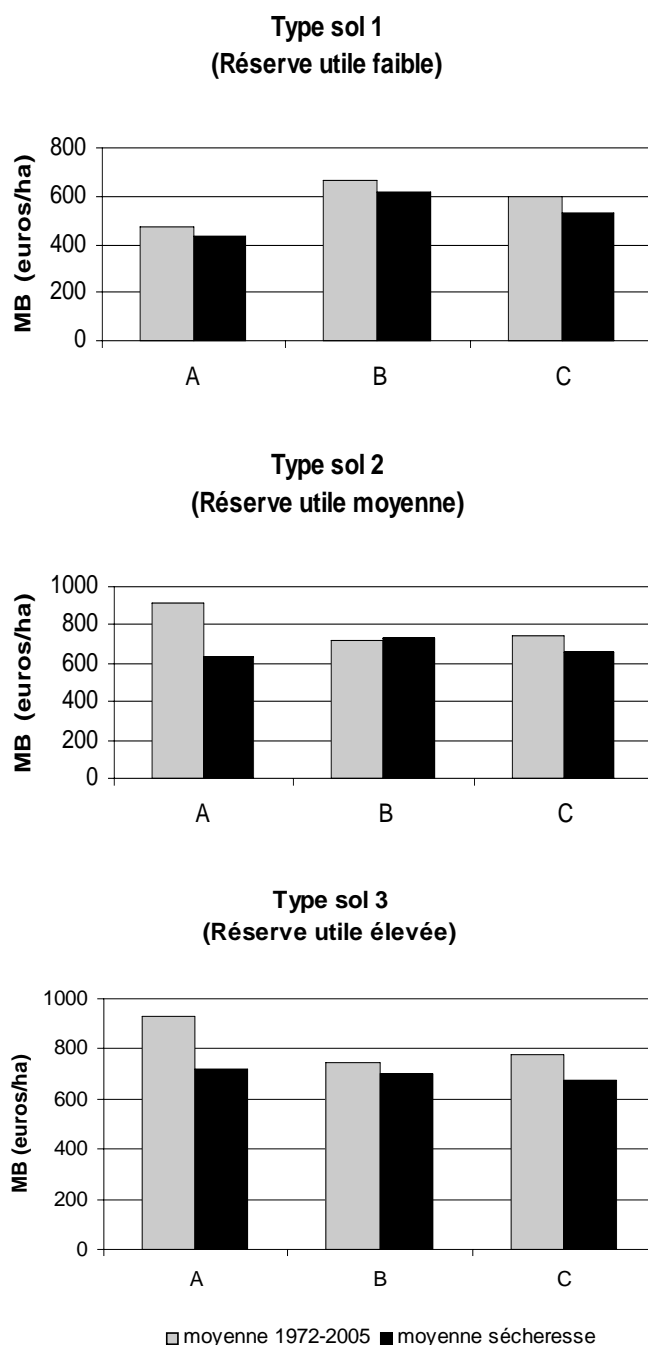 Type sol 1
(Réserve utile faible)
MB (euros/ha)
800
600
400
200
0
A B C
Type sol 2
(Réserve utile moyenne)
MB (euros/ha)
1000
800
600
400
200
0
A B C
Type sol 3
(Réserve utile élevée)
MB (euros/ha)
1000
800
600
400
200
0
A B C
moyenne 1972-2005 moyenne sécheresse